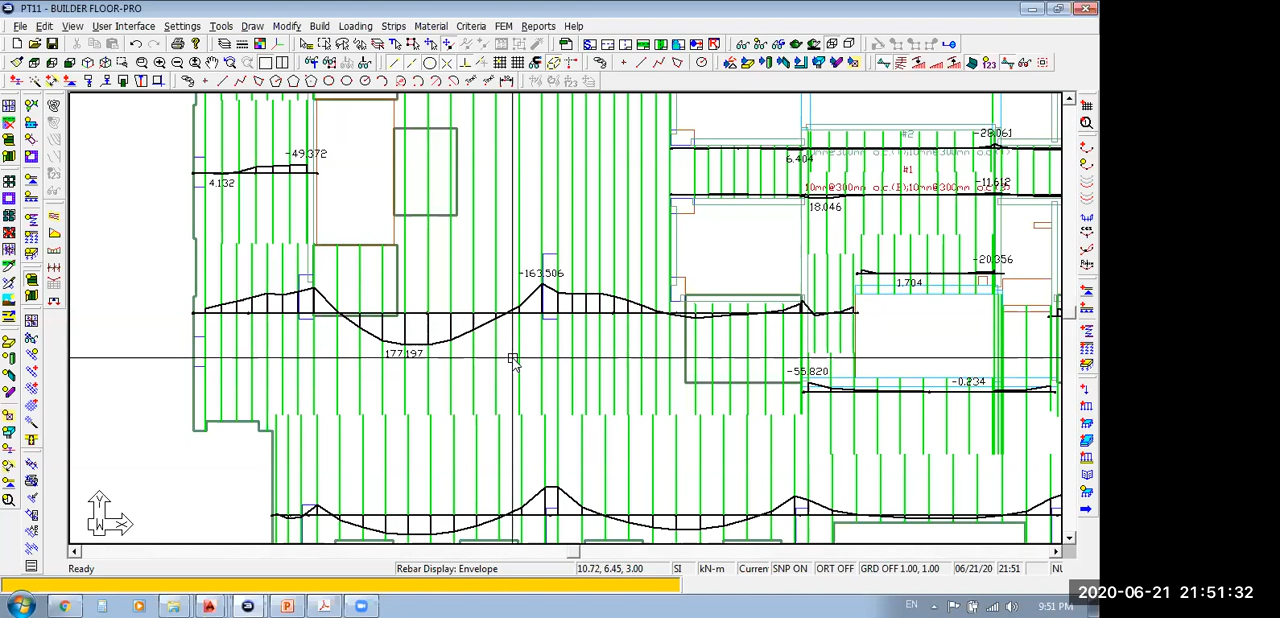 PT11 - BUILDER FLOOR-PRO
File Edit View User Interface Settings Tools Draw Modify Build Loading Strips Material Criteria FEM Reports Help
-49.372
4.132
#2
-28.061
6.404
#1
-11.612
18.046
-163.506
-20.356
1.704
177.197
-55.820
-0.234
Y
W X
Ready
Rebar Display: Envelope
10.72, 6.45, 3.00
SI
kN-m
Curren
SNP ON
ORT OFF
GRD OFF 1.00, 1.00
06/21/20
21:51
NU
EN
9:51 PM
2020-06-21 21:51:32